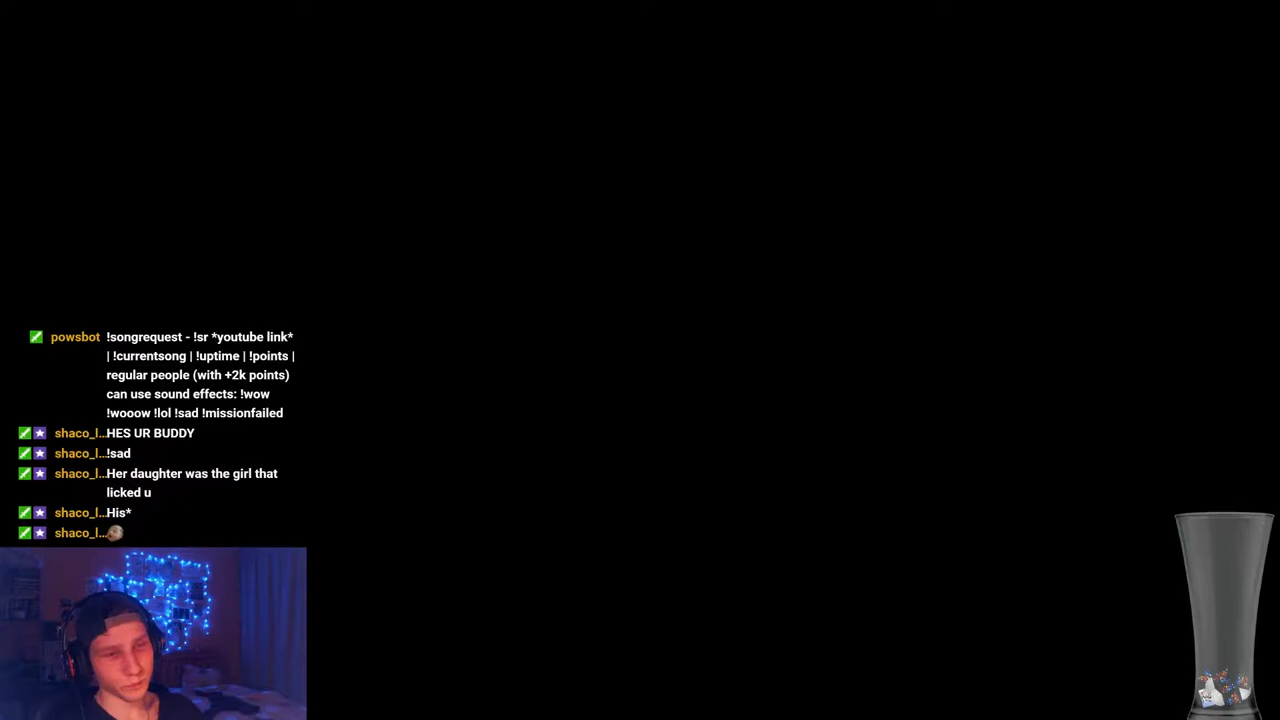 powsbot !songrequest - !sr *youtube link*
| !currentsong | !uptime | !points |
regular people (with +2k points)
can use sound effects: !wow
!wooow !lol !sad !missionfailed
shaco_l...HES UR BUDDY
shaco_l...!sad
shaco_l...Her daughter was the girl that
licked u
shaco_l...His*
shaco_l...